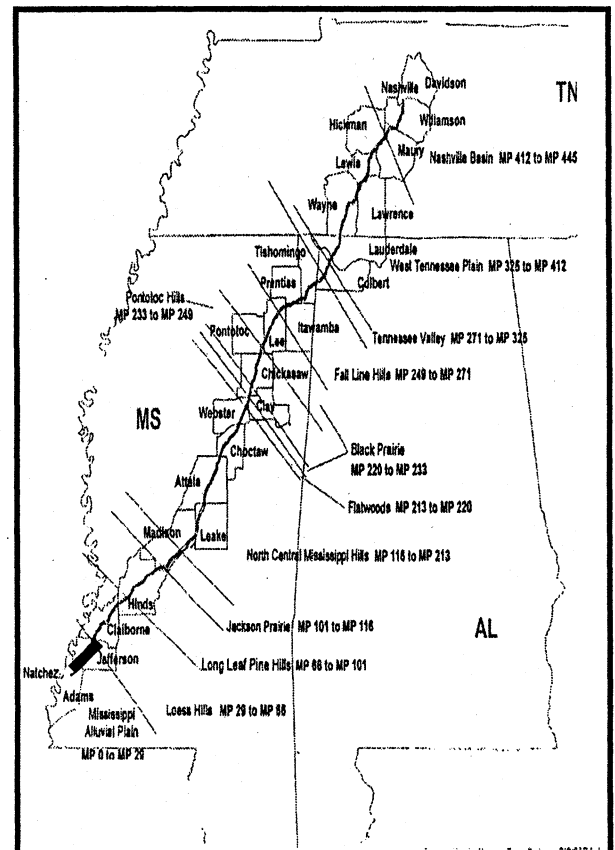 Nashville
Davidson
TN
Hickman
Williamson
Maury
Lewis
Nashville Basin MP 412 to MP 445
Wayne
Lawrence
Tishomingo
Lauderdale
West Tennessee Plain MP 325 to MP 412
Prentiss
Colbert
Pontotoc Hills
MP 233 to MP 249
Pontotoc
Lee
Itawamba
Tennessee Valley MP 271 to MP 325
Chickasaw
Fall Line Hills MP 249 to MP 271
MS
Webster
Clay
Choctaw
Black Prairie
MP 220 to MP 233
Attala
Flatwoods MP 213 to MP 220
Madison
Leake
North Central Mississippi Hills MP 116 to MP 213
Hinds
Jackson Prairie MP 101 to MP 116
AL
Claiborne
Jefferson
Long Leaf Pine Hills MP 66 to MP 101
Natchez
Adams
Loess Hills MP 29 to MP 66
Mississippi
Alluvial Plain
MP 0 to MP 29